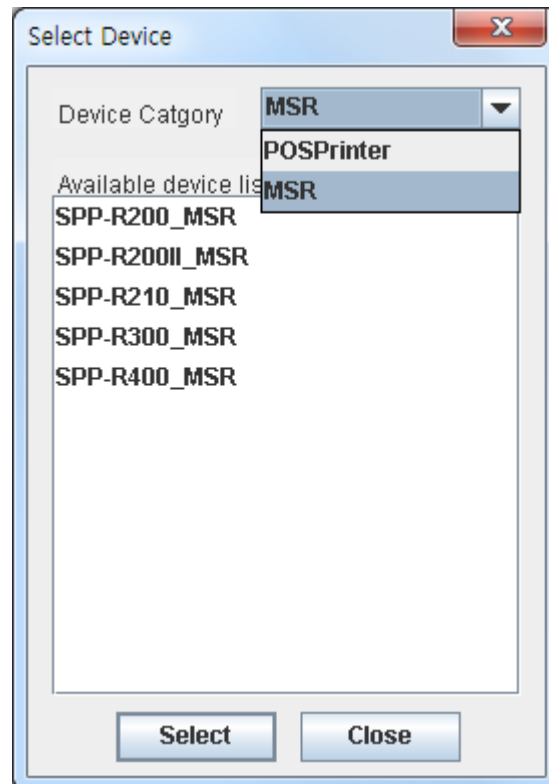 Select Device
Device Catgory MSR
POSPrinter
Available device lis MSR
SPP-R200_MSR
SPP-R200II_MSR
SPP-R210_MSR
SPP-R300_MSR
SPP-R400_MSR
Select Close